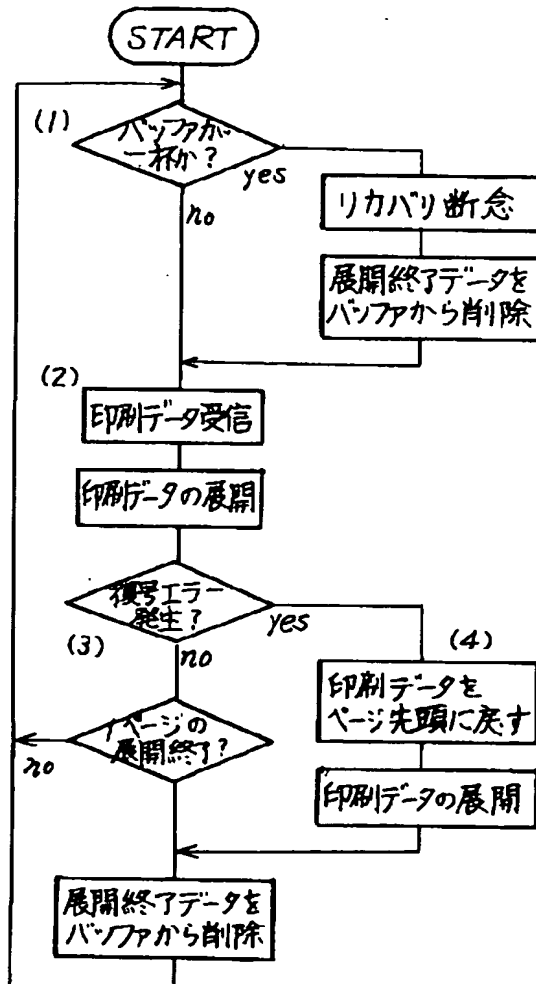 START
(1)
バッファが
一杯か?
yes
no
リカバリ断念
展開終了データを
バッファから削除
(2)
印刷データ受信
印刷データの展開
復号エラー
発生?
yes
(3)
no
(4)
印刷データを
ページ先頭に戻す
1ページの
展開終了?
no
印刷データの展開
展開終了データを
バッファから削除